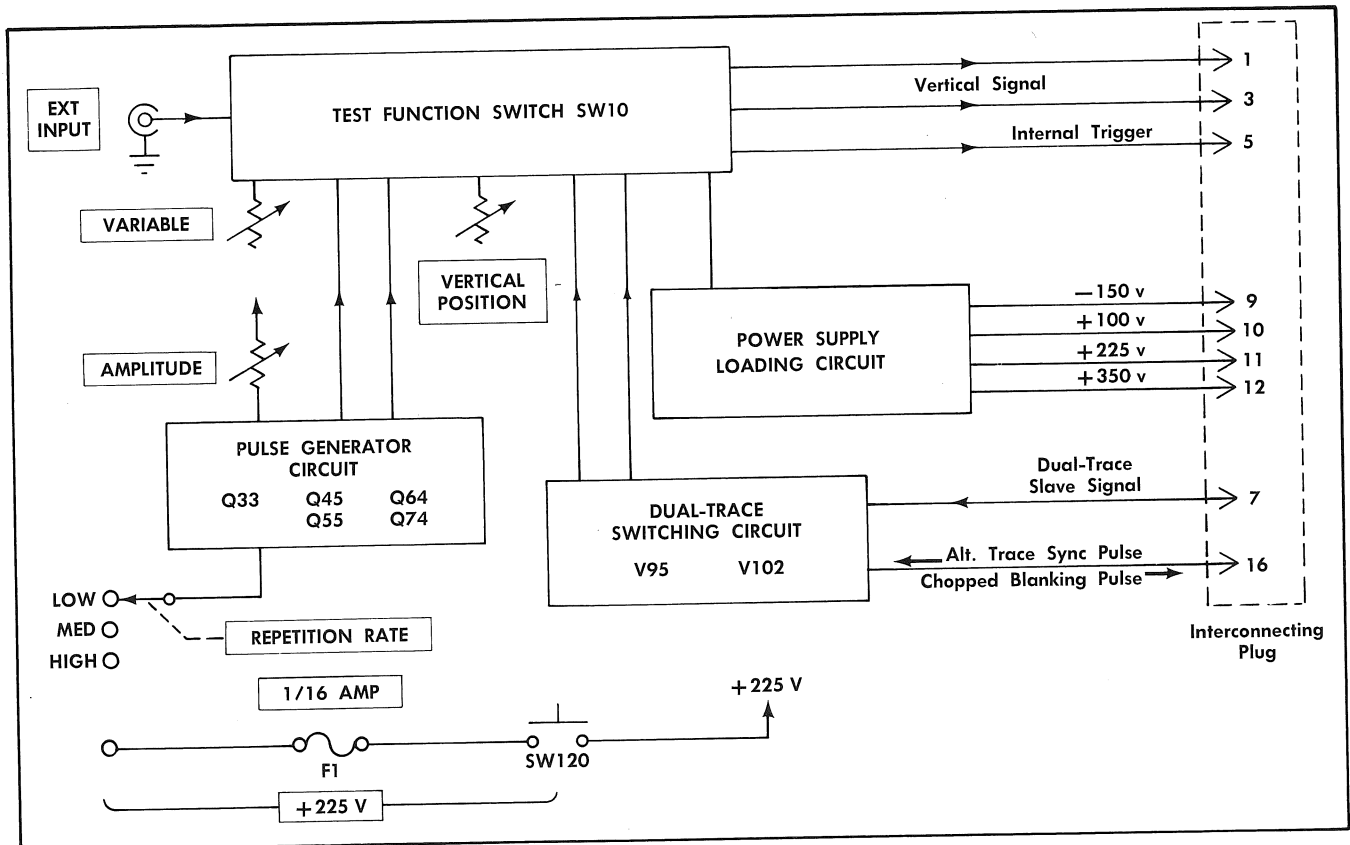 EXT
INPUT
TEST FUNCTION SWITCH SW10
Vertical Signal
Internal Trigger
1
3
5
VARIABLE
VERTICAL
POSITION
AMPLITUDE
POWER SUPPLY
LOADING CIRCUIT
−150 v
+100 v
+225 v
+350 v
9
10
11
12
PULSE GENERATOR
CIRCUIT
Q33 Q45 Q64
Q55 Q74
DUAL-TRACE
SWITCHING CIRCUIT
V95 V102
Dual-Trace
Slave Signal
7
Alt. Trace Sync Pulse
Chopped Blanking Pulse
16
Interconnecting
Plug
LOW
MED
HIGH
REPETITION RATE
1/16 AMP
F1
SW120
+225 V
+225 V